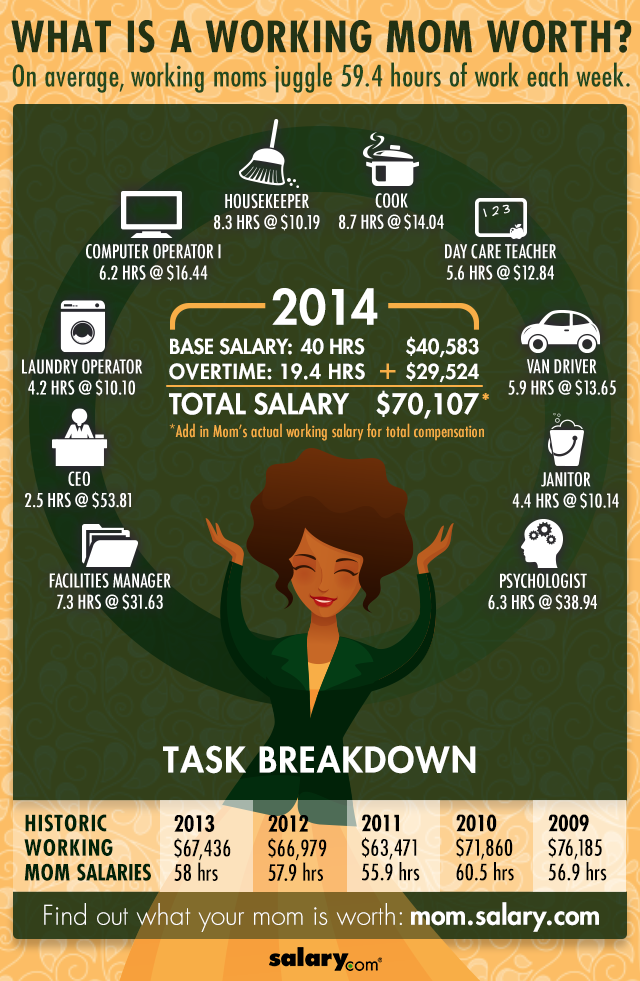 WHAT IS A WORKING MOM WORTH?
On average, working moms juggle 59.4 hours of work each week.
HOUSEKEEPER
8.3 HRS @ $10.19
COOK
8.7 HRS @ $14.04
COMPUTER OPERATOR I
6.2 HRS @ $16.44
1 2 3
DAY CARE TEACHER
5.6 HRS @ $12.84
LAUNDRY OPERATOR
4.2 HRS @ $10.10
VAN DRIVER
5.9 HRS @ $13.65
CEO
2.5 HRS @ $53.81
JANITOR
4.4 HRS @ $10.14
FACILITIES MANAGER
7.3 HRS @ $31.63
PSYCHOLOGIST
6.3 HRS @ $38.94
2014
BASE SALARY: 40 HRS $40,583
OVERTIME: 19.4 HRS + $29,524
TOTAL SALARY $70,107*
*Add in Mom's actual working salary for total compensation
TASK BREAKDOWN
HISTORIC 2013 2012 2011 2010 2009
WORKING $67,436 $66,979 $63,471 $71,860 $76,185
MOM SALARIES 58 hrs 57.9 hrs 55.9 hrs 60.5 hrs 56.9 hrs
Find out what your mom is worth: mom.salary.com
salary.com®